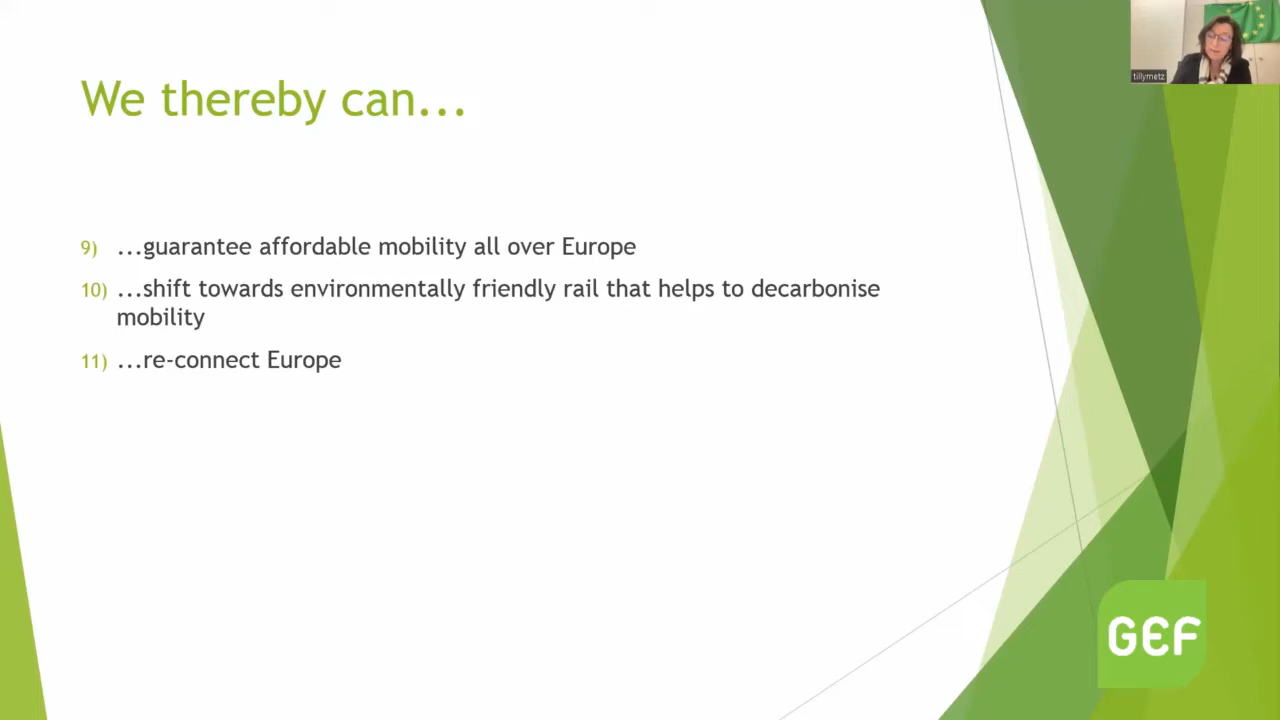 tillymetz
We thereby can...
9) ...guarantee affordable mobility all over Europe
10) ...shift towards environmentally friendly rail that helps to decarbonise
mobility
11) ...re-connect Europe
GEF